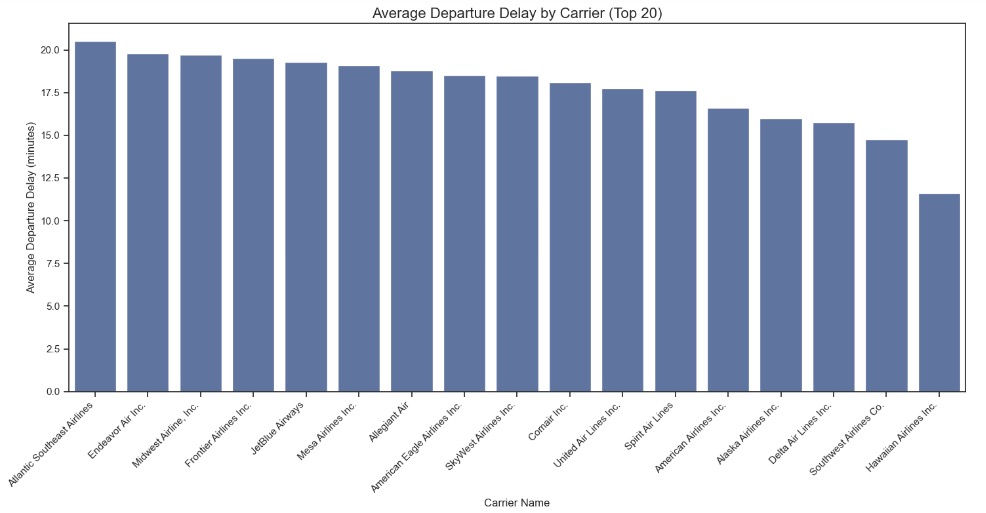 Average Departure Delay by Carrier (Top 20)
Average Departure Delay (minutes)
20.0
17.5
15.0
12.5
10.0
7.5
5.0
2.5
0.0
Atlantic Southeast Airlines
Endeavor Air Inc.
Midwest Airline, Inc.
Frontier Airlines Inc.
JetBlue Airways
Mesa Airlines Inc.
Allegiant Air
American Eagle Airlines Inc.
SkyWest Airlines Inc.
Comair Inc.
United Air Lines Inc.
Spirit Air Lines
American Airlines Inc.
Alaska Airlines Inc.
Delta Air Lines Inc.
Southwest Airlines Co.
Hawaiian Airlines Inc.
Carrier Name